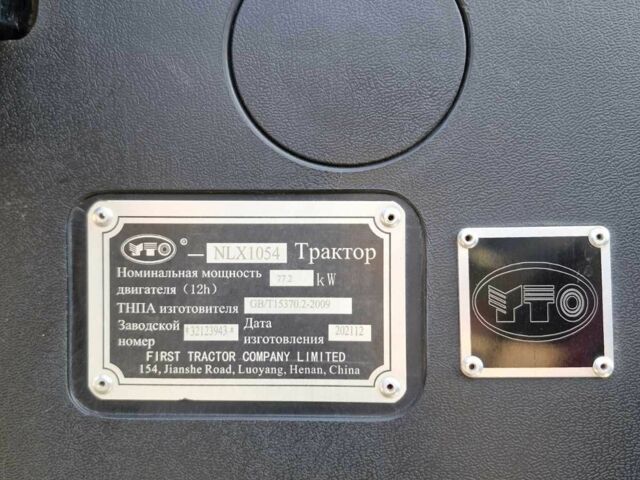 YTO ® – NLX1054 Трактор
Номинальная мощность двигателя (12h) 77.2 kW
ТНПА изготовителя GB/T15370.2-2009
Заводской номер *32123943* Дата изготовления 202112
FIRST TRACTOR COMPANY LIMITED
154, Jianshe Road, Luoyang, Henan, China
YTO